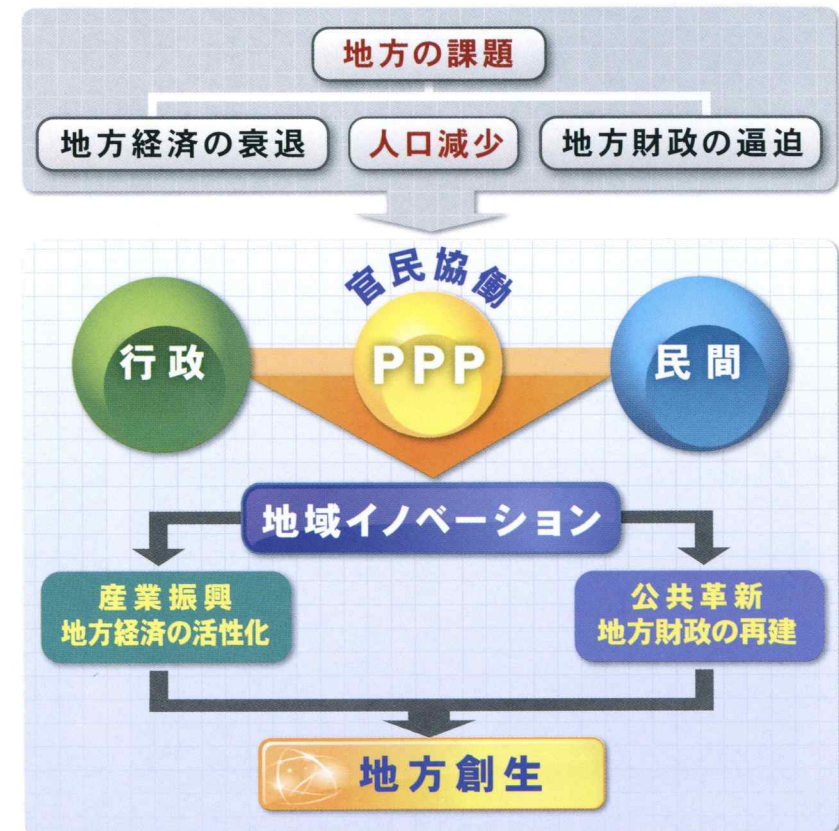 地方の課題
地方経済の衰退
人口減少
地方財政の逼迫
官民協働
行政
PPP
民間
地域イノベーション
産業振興
地方経済の活性化
公共革新
地方財政の再建
地方創生